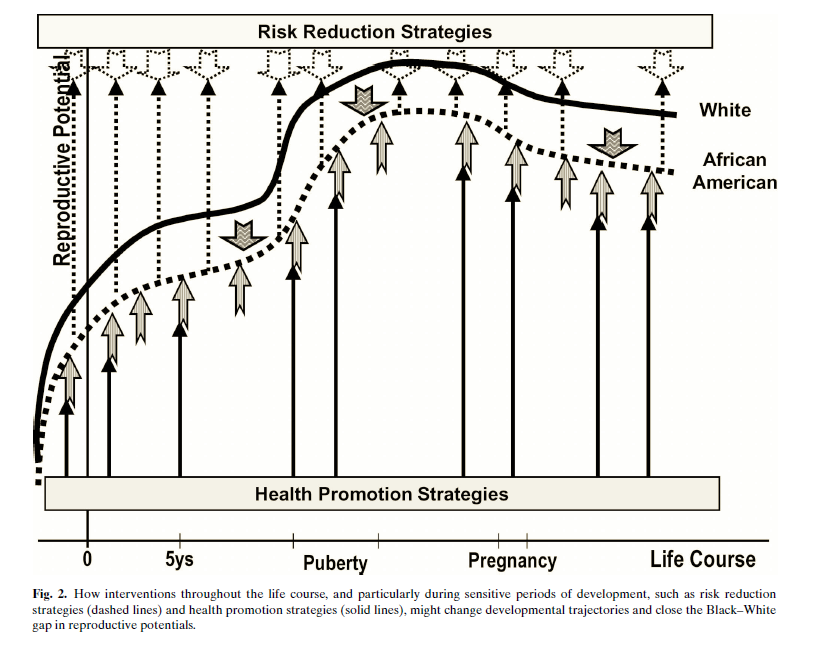 Risk Reduction Strategies
Reproductive Potential
White
African
American
Health Promotion Strategies
0
5ys
Puberty
Pregnancy
Life Course
Fig. 2. How interventions throughout the life course, and particularly during sensitive periods of development, such as risk reduction
strategies (dashed lines) and health promotion strategies (solid lines), might change developmental trajectories and close the Black–White
gap in reproductive potentials.